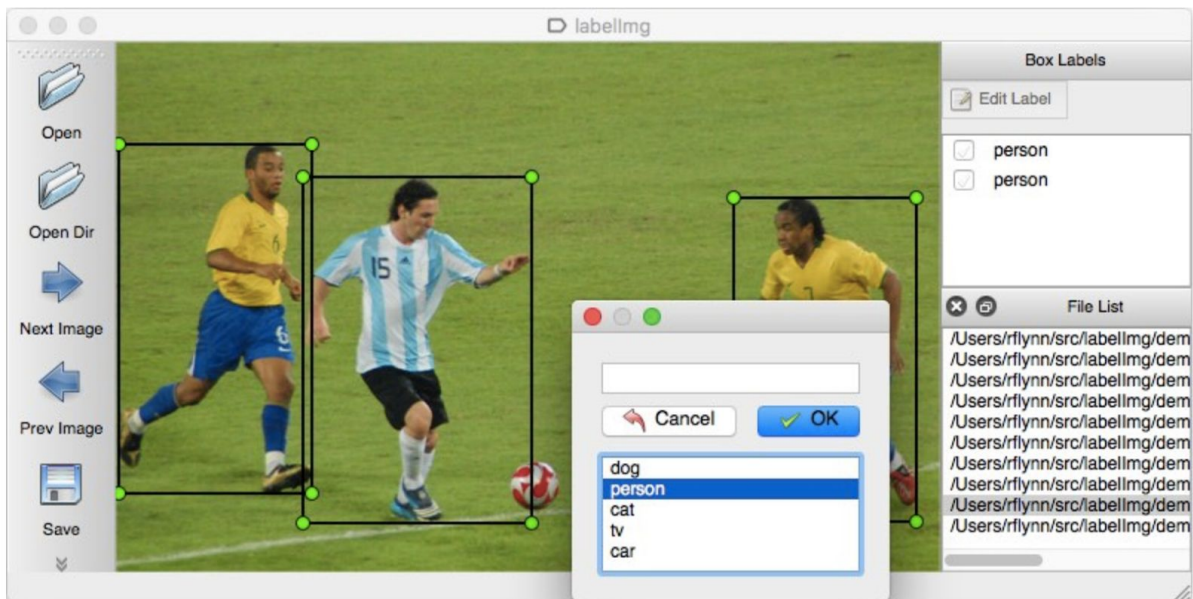 labelImg
Open
Open Dir
Next Image
Prev Image
Save
6
6
15
7
Cancel
OK
dog
person
cat
tv
car
Box Labels
Edit Label
person
person
File List
/Users/rflynn/src/labelImg/dem
/Users/rflynn/src/labelImg/dem
/Users/rflynn/src/labelImg/dem
/Users/rflynn/src/labelImg/dem
/Users/rflynn/src/labelImg/dem
/Users/rflynn/src/labelImg/dem
/Users/rflynn/src/labelImg/dem
/Users/rflynn/src/labelImg/dem
/Users/rflynn/src/labelImg/dem
/Users/rflynn/src/labelImg/dem